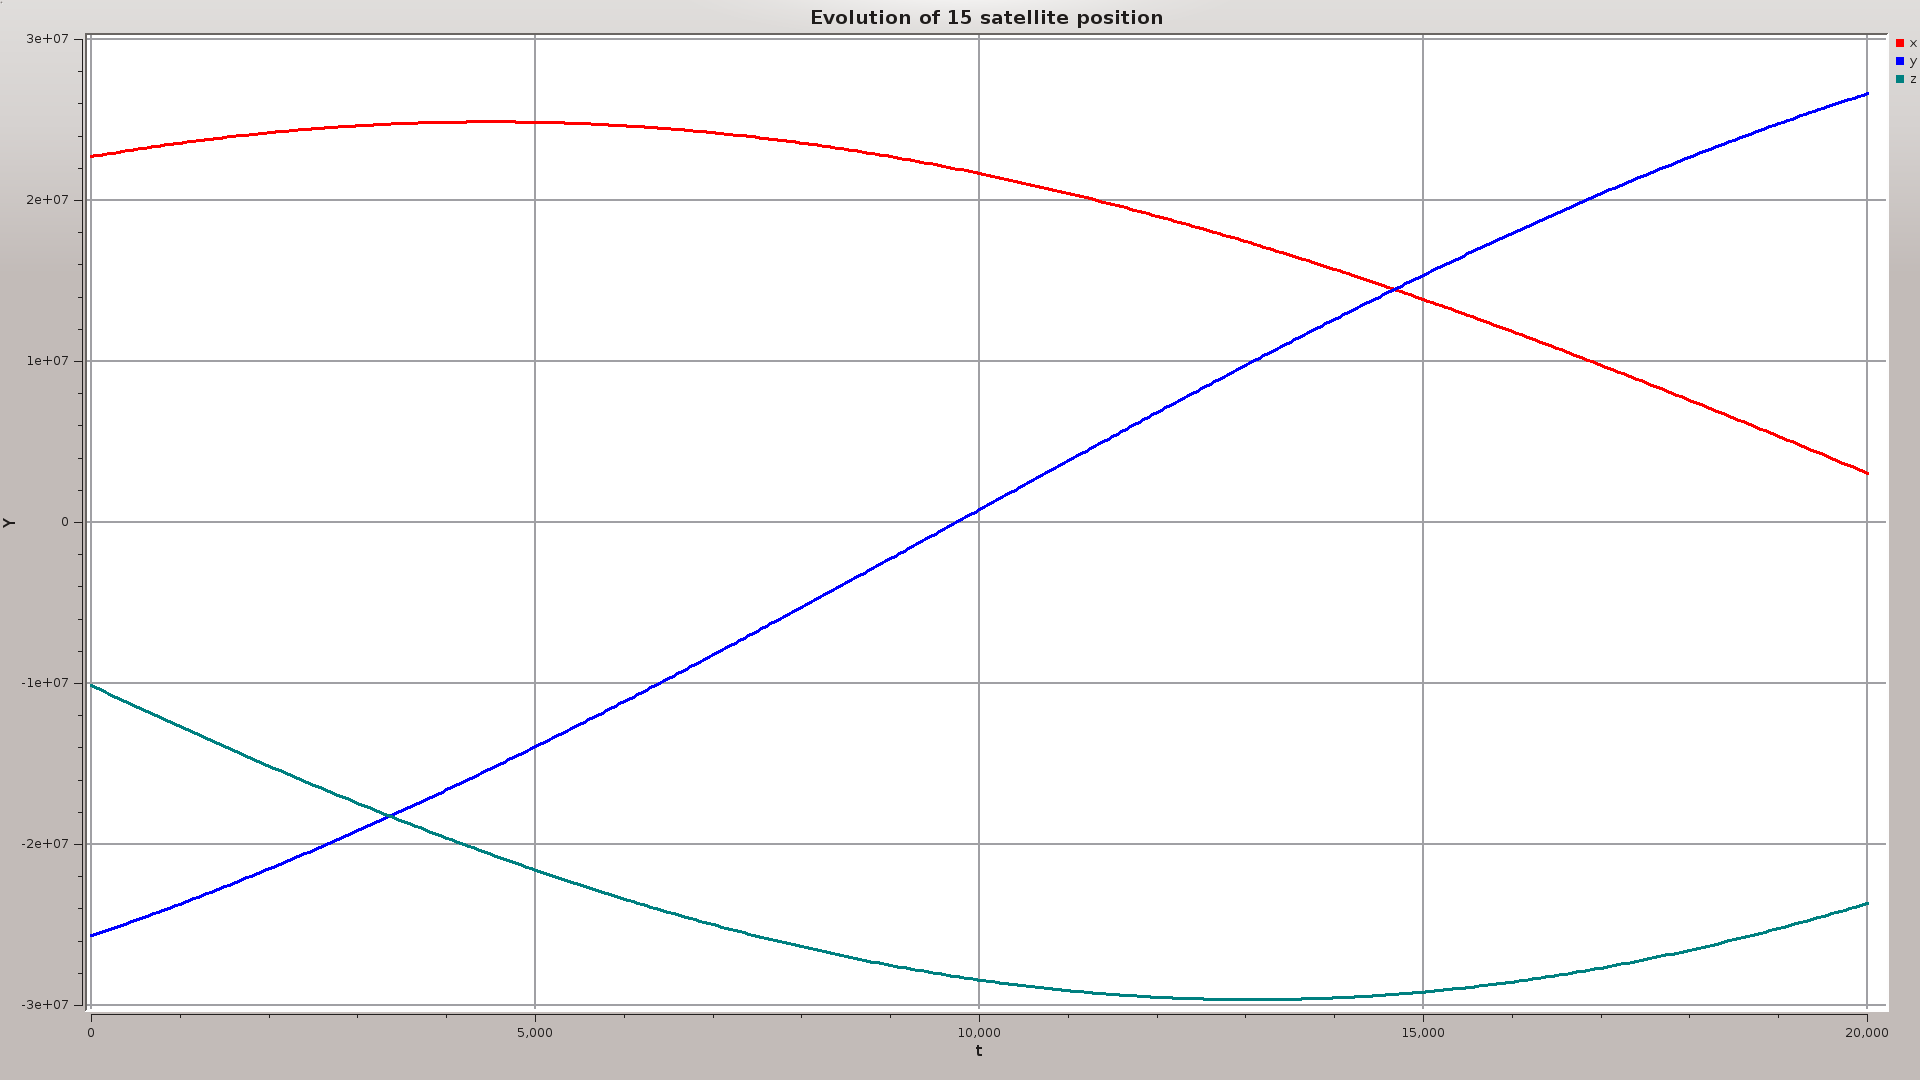 Evolution of 15 satellite position
x
y
z
3e+07
2e+07
1e+07
0
-1e+07
-2e+07
-3e+07
Y
0 5,000 10,000 15,000 20,000
t